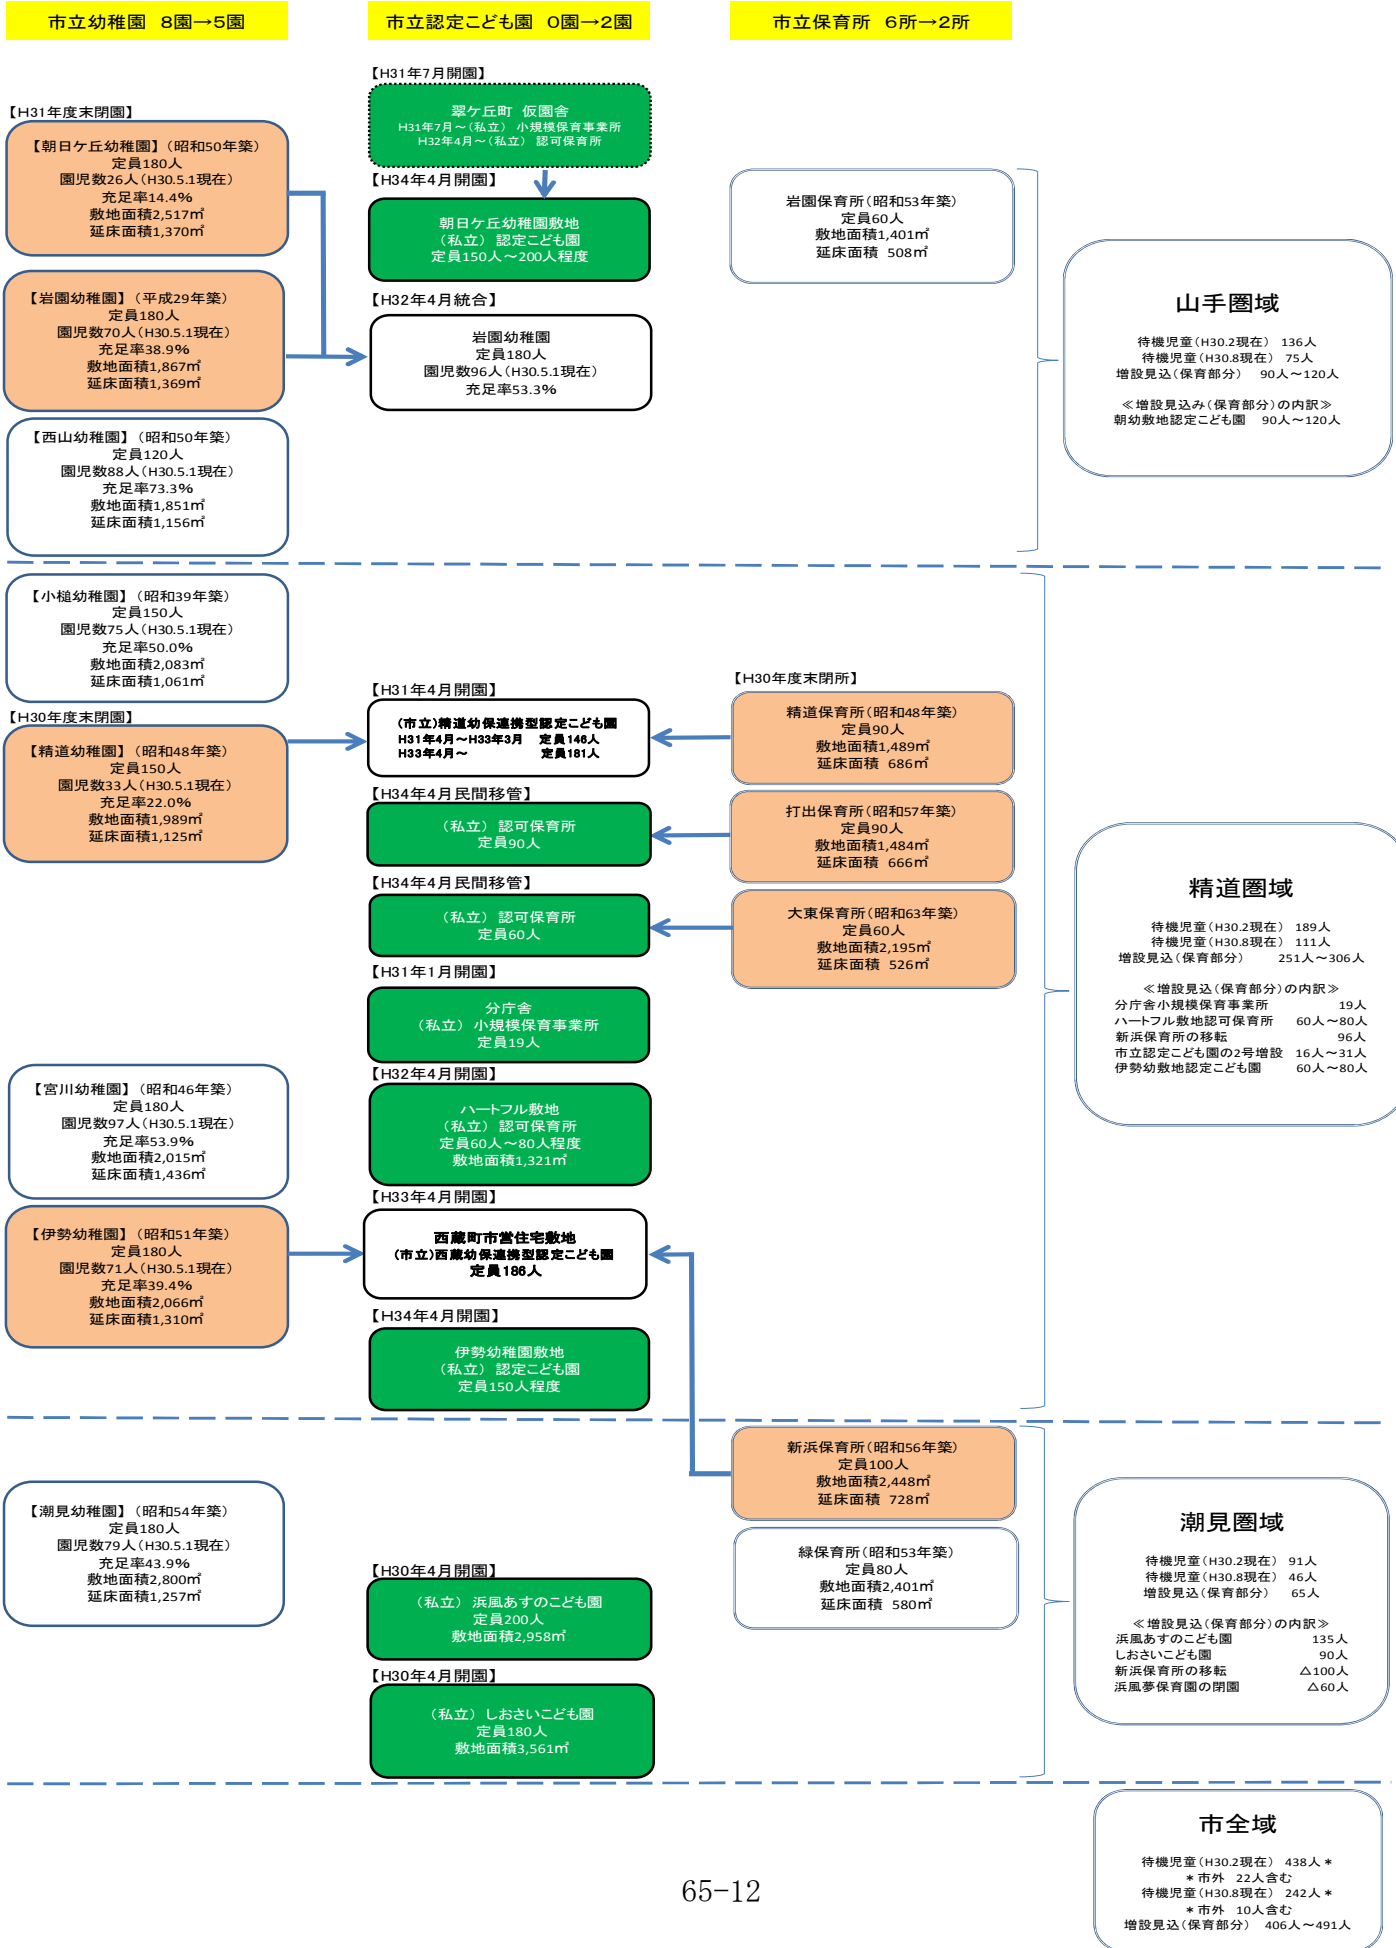 市立幼稚園 8園→5園
市立認定こども園 0園→2園
市立保育所 6所→2所
【H31年度末閉園】
【朝日ケ丘幼稚園】(昭和50年築)
定員180人
園児数26人(H30.5.1現在)
充足率14.4%
敷地面積2,517㎡
延床面積1,370㎡
【岩園幼稚園】(平成29年築)
定員180人
園児数70人(H30.5.1現在)
充足率38.9%
敷地面積1,867㎡
延床面積1,369㎡
【西山幼稚園】(昭和50年築)
定員120人
園児数88人(H30.5.1現在)
充足率73.3%
敷地面積1,851㎡
延床面積1,156㎡
【H31年7月開園】
翠ケ丘町 仮園舎
H31年7月~(私立) 小規模保育事業所
H32年4月~(私立) 認可保育所
【H34年4月開園】
朝日ケ丘幼稚園敷地
(私立) 認定こども園
定員150人~200人程度
【H32年4月統合】
岩園幼稚園
定員180人
園児数96人(H30.5.1現在)
充足率53.3%
岩園保育所(昭和53年築)
定員60人
敷地面積1,401㎡
延床面積 508㎡
山手圏域
待機児童(H30.2現在) 136人
待機児童(H30.8現在) 75人
増設見込(保育部分) 90人~120人
≪増設見込み(保育部分)の内訳≫
朝幼敷地認定こども園 90人~120人
【小槌幼稚園】(昭和39年築)
定員150人
園児数75人(H30.5.1現在)
充足率50.0%
敷地面積2,083㎡
延床面積1,061㎡
【H30年度末閉園】
【精道幼稚園】(昭和48年築)
定員150人
園児数33人(H30.5.1現在)
充足率22.0%
敷地面積1,989㎡
延床面積1,125㎡
【宮川幼稚園】(昭和46年築)
定員180人
園児数97人(H30.5.1現在)
充足率53.9%
敷地面積2,015㎡
延床面積1,436㎡
【伊勢幼稚園】(昭和51年築)
定員180人
園児数71人(H30.5.1現在)
充足率39.4%
敷地面積2,066㎡
延床面積1,310㎡
【H31年4月開園】
(市立)精道幼保連携型認定こども園
H31年4月~H33年3月 定員146人
H33年4月~ 定員181人
【H34年4月民間移管】
(私立) 認可保育所
定員90人
【H34年4月民間移管】
(私立) 認可保育所
定員60人
【H31年1月開園】
分庁舎
(私立) 小規模保育事業所
定員19人
【H32年4月開園】
ハートフル敷地
(私立) 認可保育所
定員60人~80人程度
敷地面積1,321㎡
【H33年4月開園】
西蔵町市営住宅敷地
(市立)西蔵幼保連携型認定こども園
定員186人
【H34年4月開園】
伊勢幼稚園敷地
(私立) 認定こども園
定員150人程度
【H30年度末閉所】
精道保育所(昭和48年築)
定員90人
敷地面積1,489㎡
延床面積 686㎡
打出保育所(昭和57年築)
定員90人
敷地面積1,484㎡
延床面積 666㎡
大東保育所(昭和63年築)
定員60人
敷地面積2,195㎡
延床面積 526㎡
精道圏域
待機児童(H30.2現在) 189人
待機児童(H30.8現在) 111人
増設見込(保育部分) 251人~306人
≪増設見込(保育部分)の内訳≫
分庁舎小規模保育事業所 19人
ハートフル敷地認可保育所 60人~80人
新浜保育所の移転 96人
市立認定こども園の2号増設 16人~31人
伊勢幼敷地認定こども園 60人~80人
【潮見幼稚園】(昭和54年築)
定員180人
園児数79人(H30.5.1現在)
充足率43.9%
敷地面積2,800㎡
延床面積1,257㎡
【H30年4月開園】
(私立) 浜風あすのこども園
定員200人
敷地面積2,958㎡
【H30年4月開園】
(私立) しおさいこども園
定員180人
敷地面積3,561㎡
新浜保育所(昭和56年築)
定員100人
敷地面積2,448㎡
延床面積 728㎡
緑保育所(昭和53年築)
定員80人
敷地面積2,401㎡
延床面積 580㎡
潮見圏域
待機児童(H30.2現在) 91人
待機児童(H30.8現在) 46人
増設見込(保育部分) 65人
≪増設見込(保育部分)の内訳≫
浜風あすのこども園 135人
しおさいこども園 90人
新浜保育所の移転 △100人
浜風夢保育園の閉園 △60人
市全域
待機児童(H30.2現在) 438人*
*市外 22人含む
待機児童(H30.8現在) 242人*
*市外 10人含む
増設見込(保育部分) 406人~491人
65-12